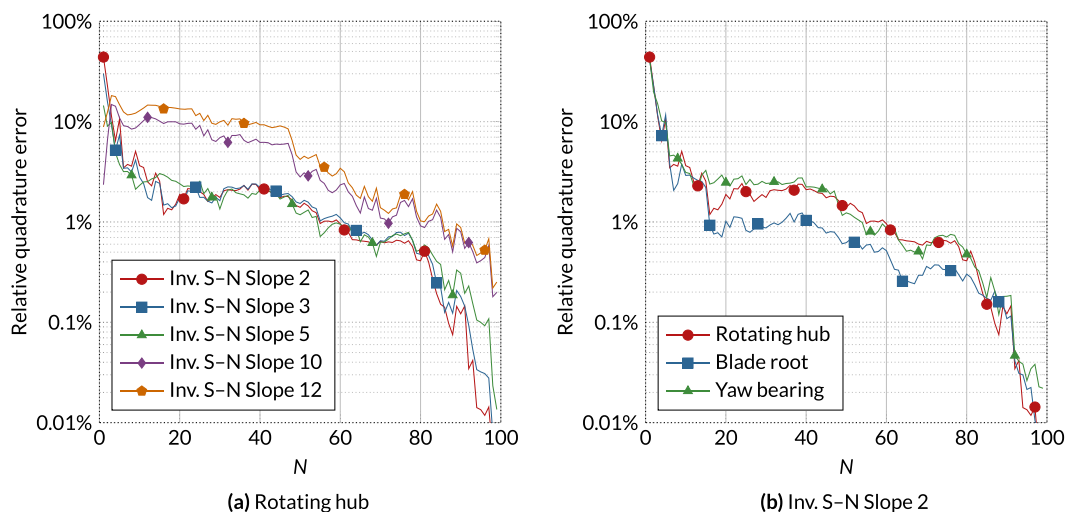 100%
10%
1%
0.1%
0.01%
Relative quadrature error
Inv. S–N Slope 2
Inv. S–N Slope 3
Inv. S–N Slope 5
Inv. S–N Slope 10
Inv. S–N Slope 12
0 20 40 60 80 100
N
(a) Rotating hub
100%
10%
1%
0.1%
0.01%
Relative quadrature error
Rotating hub
Blade root
Yaw bearing
0 20 40 60 80 100
N
(b) Inv. S–N Slope 2